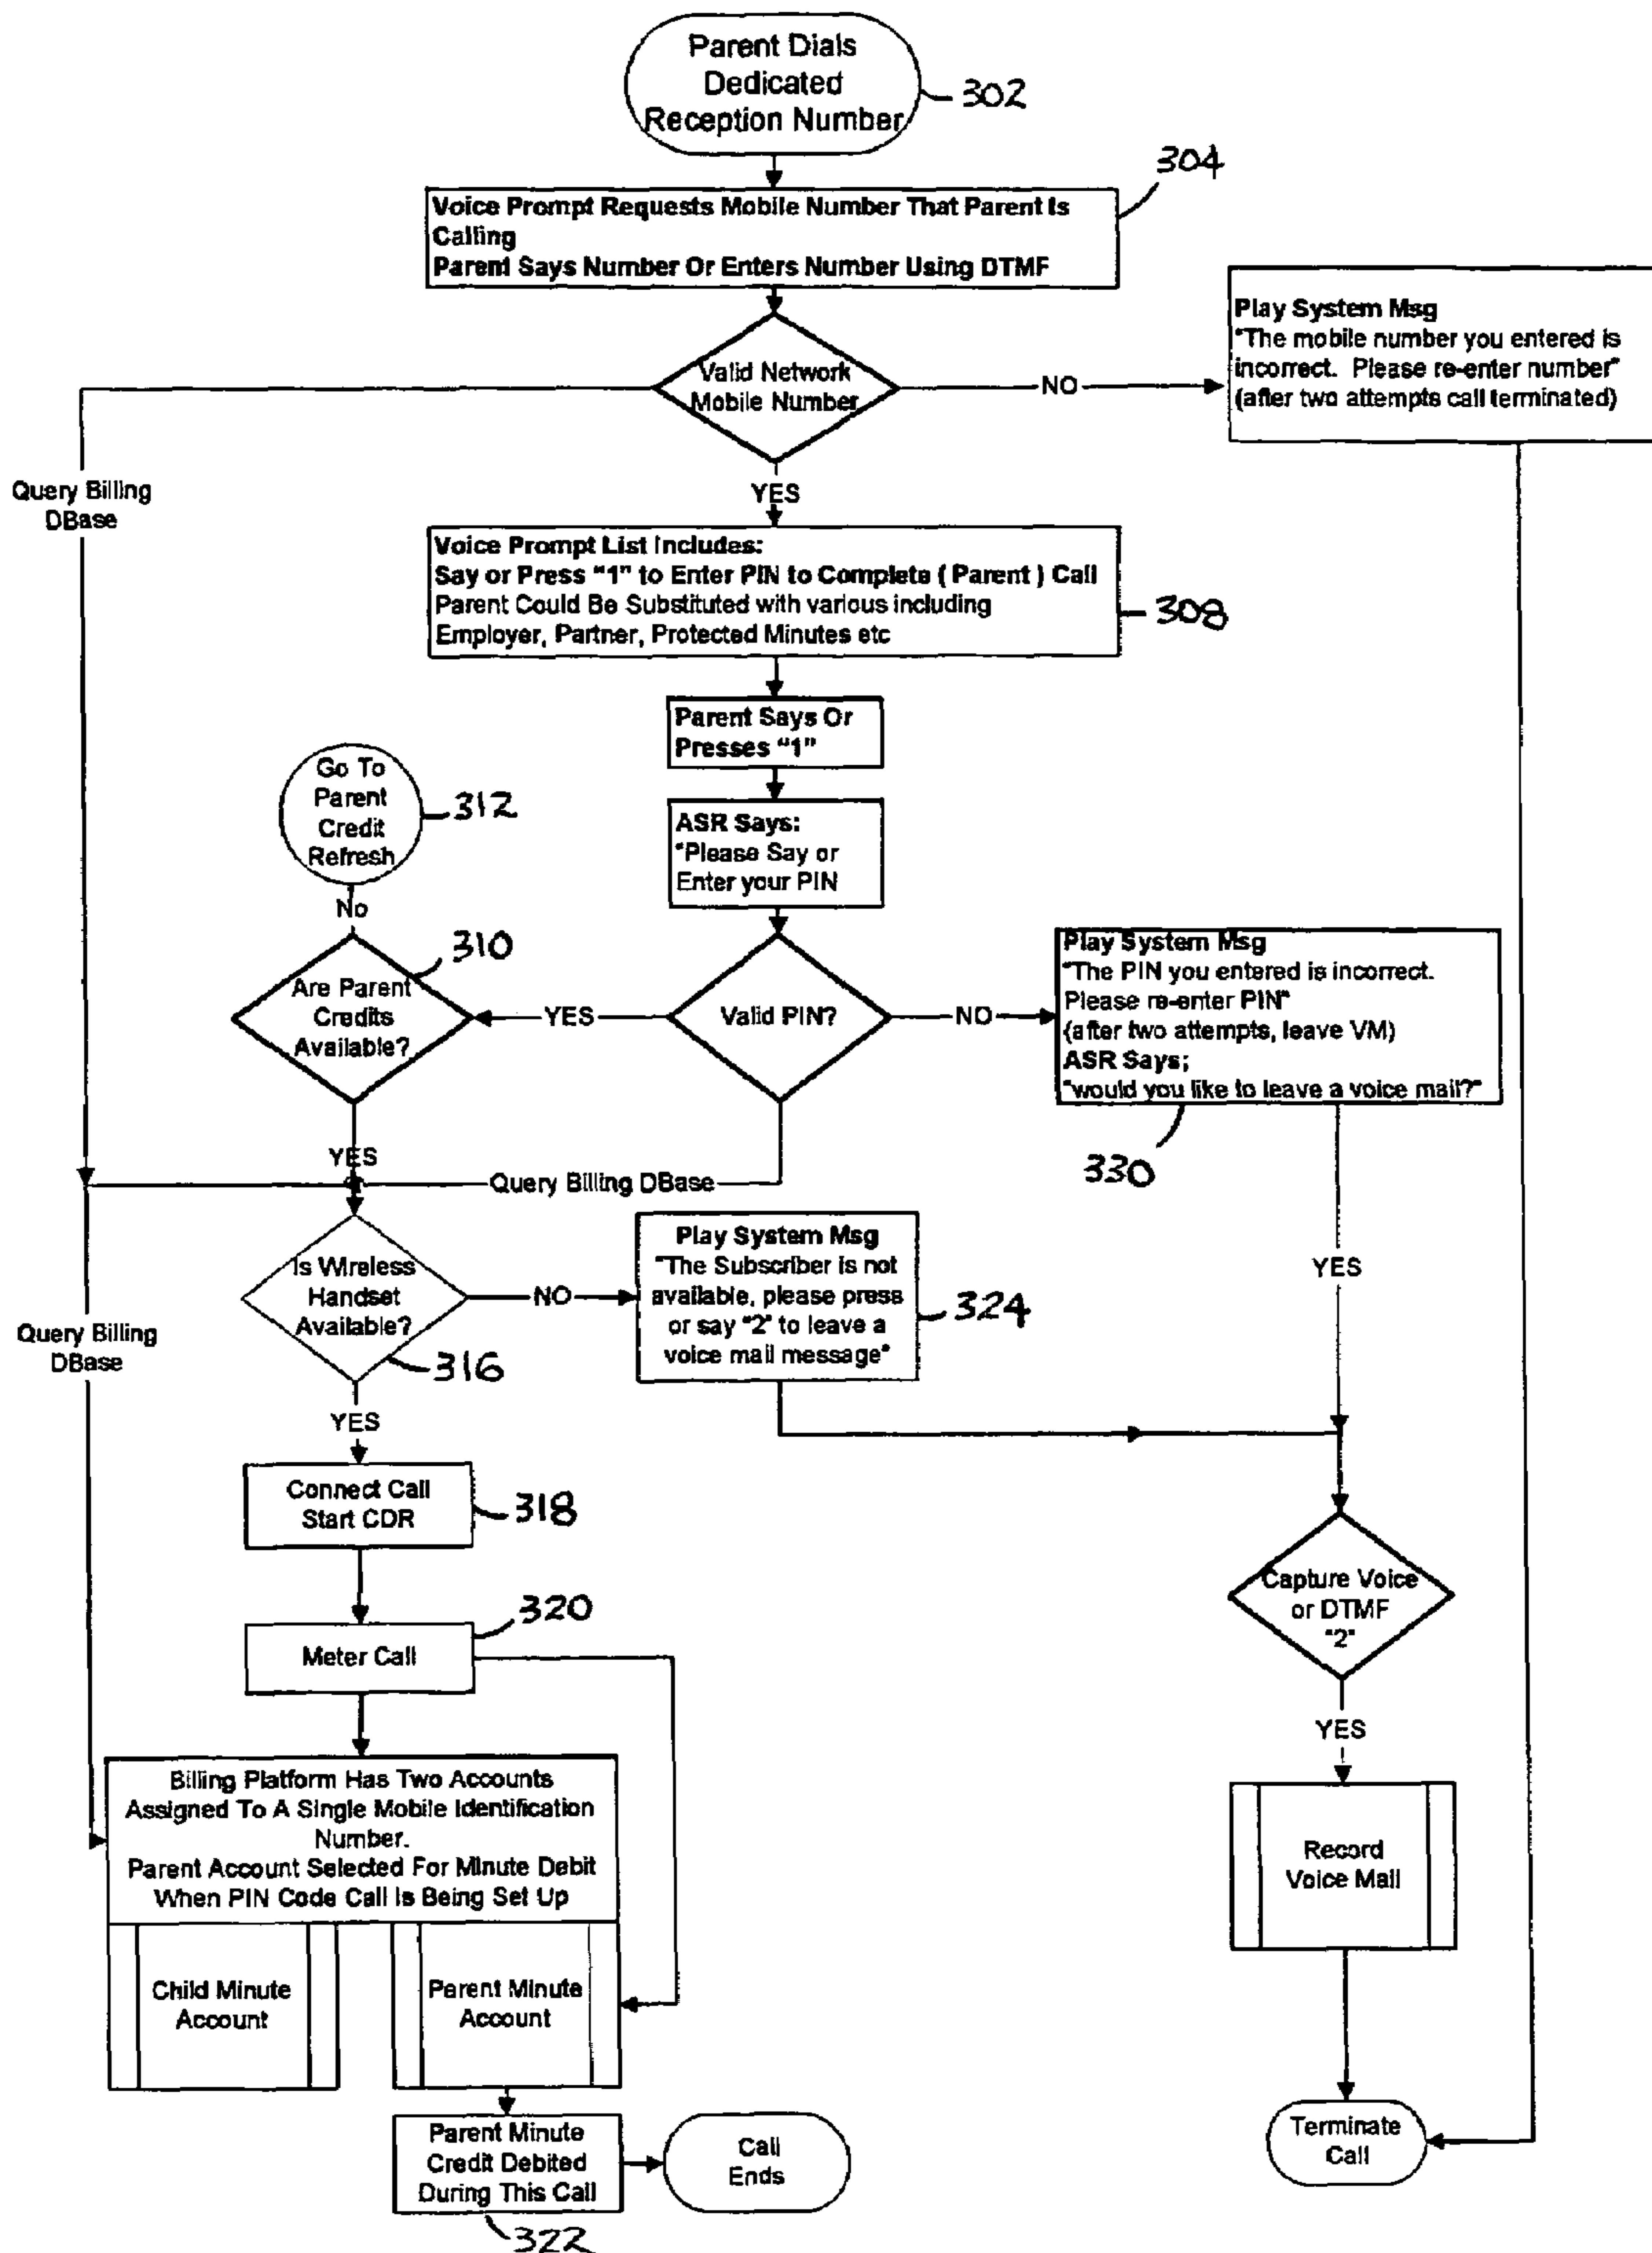 Parent Dials
Dedicated
Reception Number
302
304
Voice Prompt Requests Mobile Number That Parent Is
Calling
Parent Says Number Or Enters Number Using DTMF
Play System Msg
"The mobile number you entered is
incorrect. Please re-enter number"
(after two attempts call terminated)
Valid Network
Mobile Number
NO
Query Billing
DBase
YES
Voice Prompt List Includes:
Say or Press "1" to Enter PIN to Complete ( Parent ) Call
Parent Could Be Substituted with various including
Employer, Partner, Protected Minutes etc
308
Parent Says Or
Presses "1"
Go To
Parent
Credit
Refresh
312
ASR Says:
"Please Say or
Enter your PIN
No
310
Are Parent
Credits
Available?
YES
Valid PIN?
NO
Play System Msg
"The PIN you entered is incorrect.
Please re-enter PIN"
(after two attempts, leave VM)
ASR Says;
"would you like to leave a voice mail?"
330
YES
Query Billing DBase
Is Wireless
Handset
Available?
316
NO
Play System Msg
"The Subscriber is not
available, please press
or say "2" to leave a
voice mail message"
324
YES
Query Billing
DBase
YES
Connect Call
Start CDR
318
Capture Voice
or DTMF
"2"
320
Meter Call
YES
Billing Platform Has Two Accounts
Assigned To A Single Mobile Identification
Number.
Parent Account Selected For Minute Debit
When PIN Code Call Is Being Set Up
Record
Voice Mail
Child Minute
Account
Parent Minute
Account
Parent Minute
Credit Debited
During This Call
322
Call
Ends
Terminate
Call